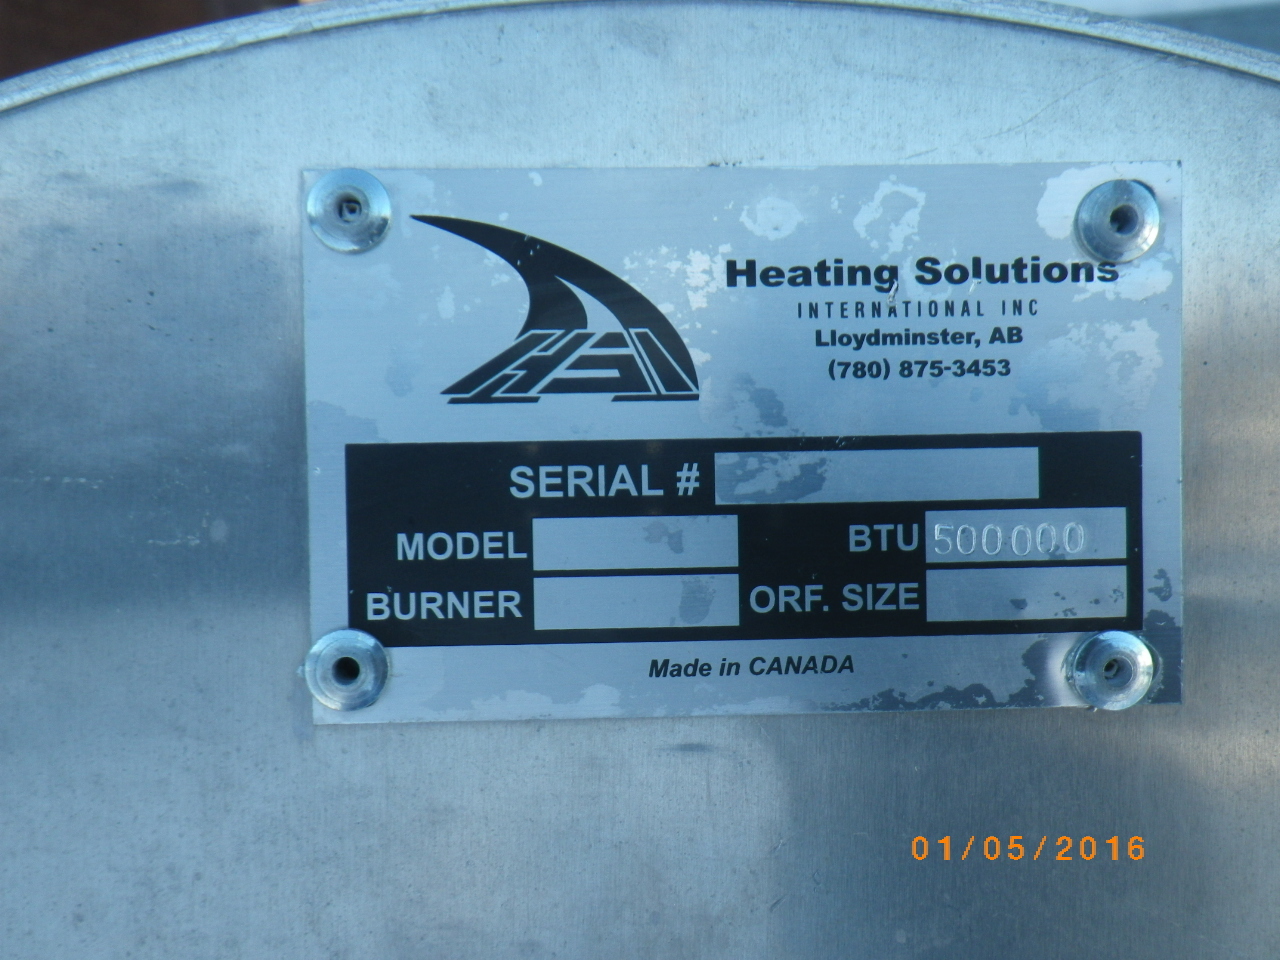 HSI
Heating Solutions
INTERNATIONAL INC
Lloydminster, AB
(780) 875-3453
SERIAL #
MODEL
BTU 500000
BURNER
ORF. SIZE
Made in CANADA
01/05/2016